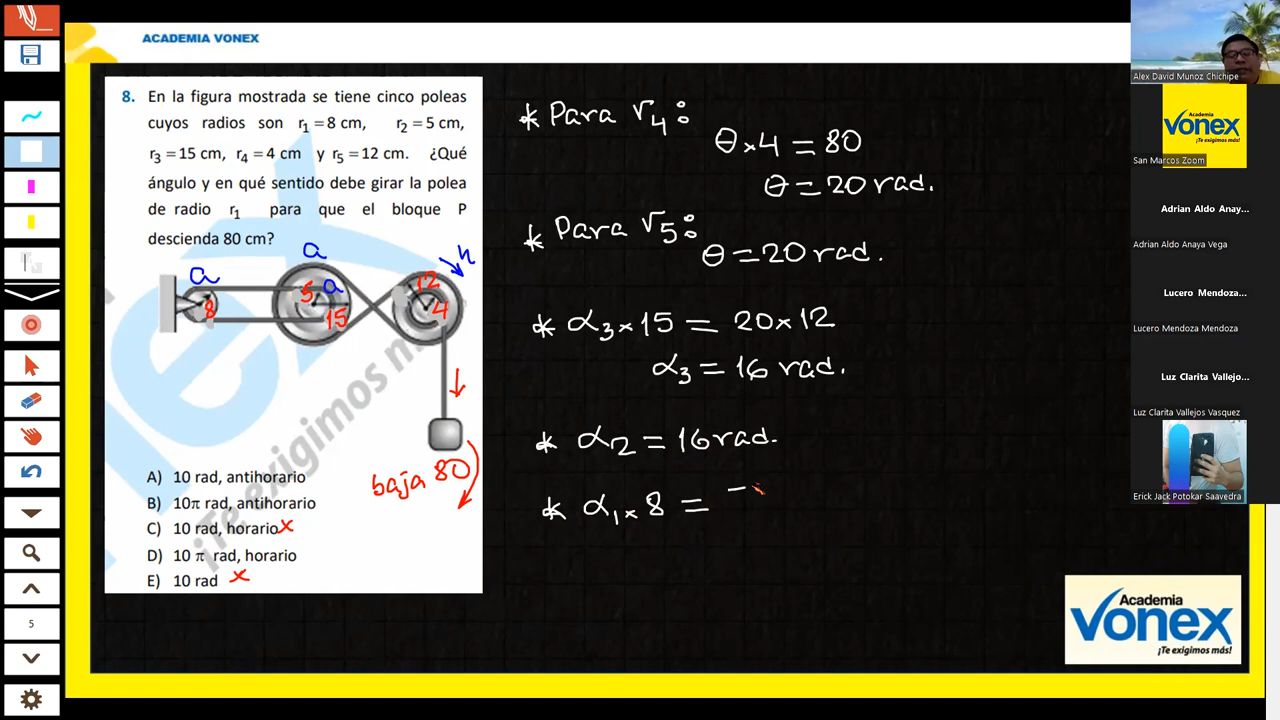 ACADEMIA VONEX
8. En la figura mostrada se tiene cinco poleas
cuyos radios son r1 = 8 cm, r2 = 5 cm,
r3 = 15 cm, r4 = 4 cm y r5 = 12 cm. ¿Qué
ángulo y en qué sentido debe girar la polea
de radio r1 para que el bloque P
descienda 80 cm?
a
a
h
a
8
5
15
12
4
baja 80
A) 10 rad, antihorario
B) 10π rad, antihorario
C) 10 rad, horario x
D) 10 π rad, horario
E) 10 rad x
¡Te exigimos m
* Para r4:
θ × 4 = 80
θ = 20 rad.
* Para r5:
θ = 20 rad.
* α3 × 15 = 20 × 12
α3 = 16 rad.
* α2 = 16 rad.
* α1 × 8 =
Academia
Vonex
¡Te exigimos más!
Alex David Munoz Chichipe
Academia
Vonex
¡Te exigimos más!
San Marcos Zoom
Adrian Aldo Anay...
Adrian Aldo Anaya Vega
Lucero Mendoza...
Lucero Mendoza Mendoza
Luz Clarita Vallejo...
Luz Clarita Vallejos Vasquez
Erick Jack Potokar Saavedra
5